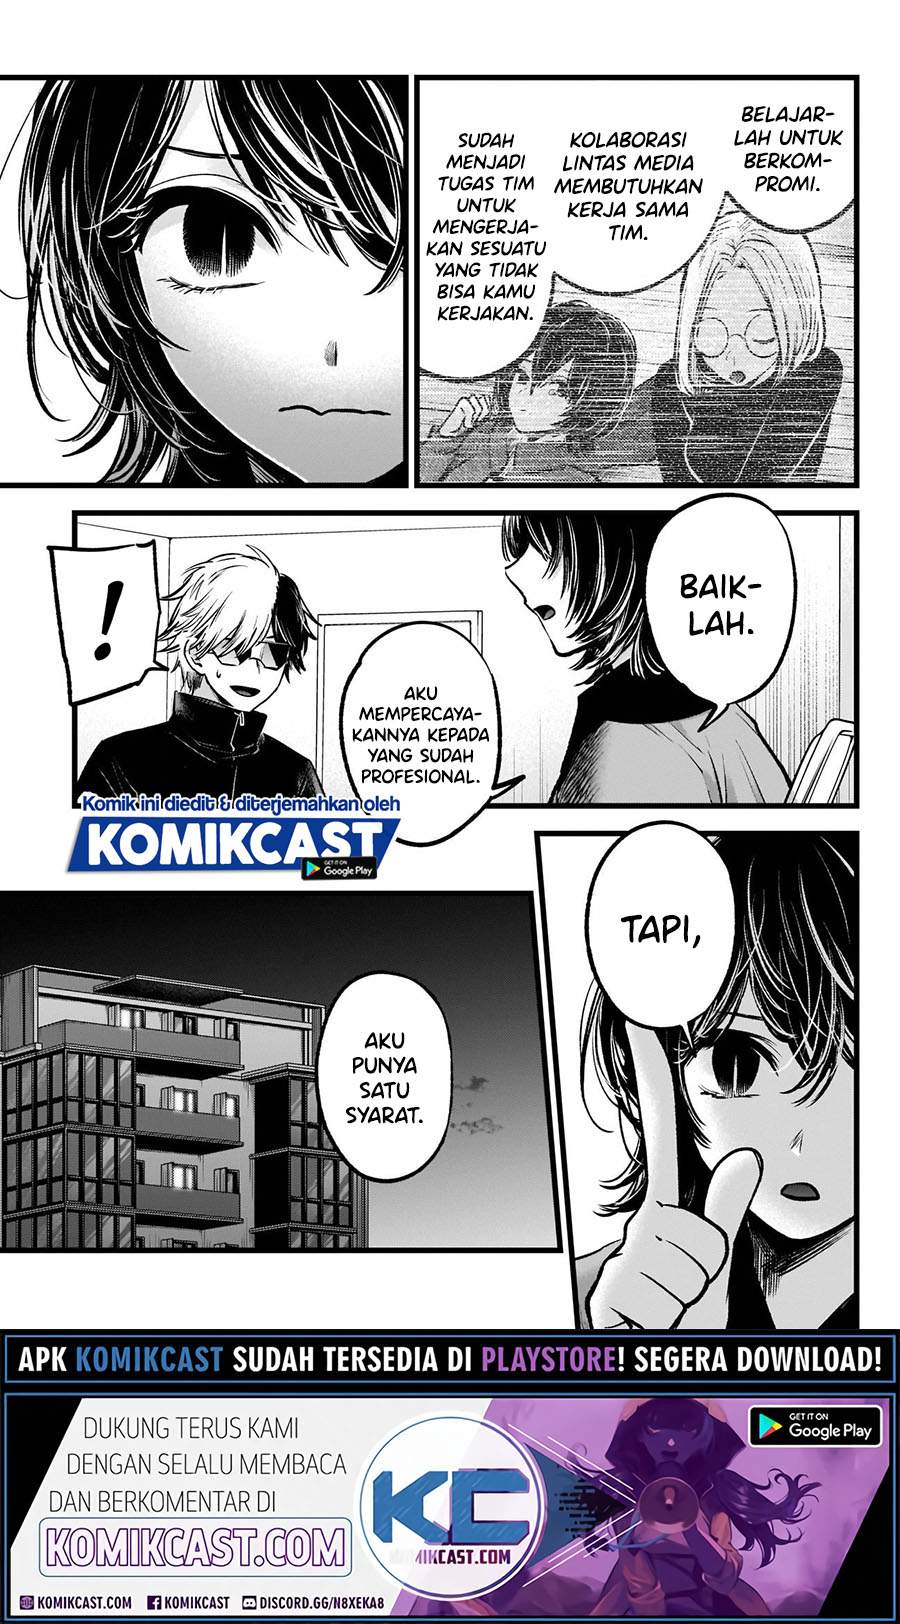 BELAJAR-
LAH UNTUK
BERKOM-
PROMI.
KOLABORASI
LINTAS MEDIA
MEMBUTUHKAN
KERJA SAMA
TIM.
SUDAH
MENJADI
TUGAS TIM
UNTUK
MENGERJA-
KAN SESUATU
YANG TIDAK
BISA KAMU
KERJAKAN.
BAIK-
LAH.
!
AKU
MEMPERCAYA-
KANNYA KEPADA
YANG SUDAH
PROFESIONAL.
Komik ini diedit & diterjemahkan oleh
KOMIKCAST
GET IT ON
Google Play
TAPI,
AKU
PUNYA
SATU
SYARAT.
APK KOMIKCAST SUDAH TERSEDIA DI PLAYSTORE! SEGERA DOWNLOAD!
DUKUNG TERUS KAMI
DENGAN SELALU MEMBACA
DAN BERKOMENTAR DI
KOMIKCAST.COM
KOMIKCAST.COM
KOMIKCAST
DISCORD.GG/N8XEKA8
KC
KOMIKCAST.COM
GET IT ON
Google Play